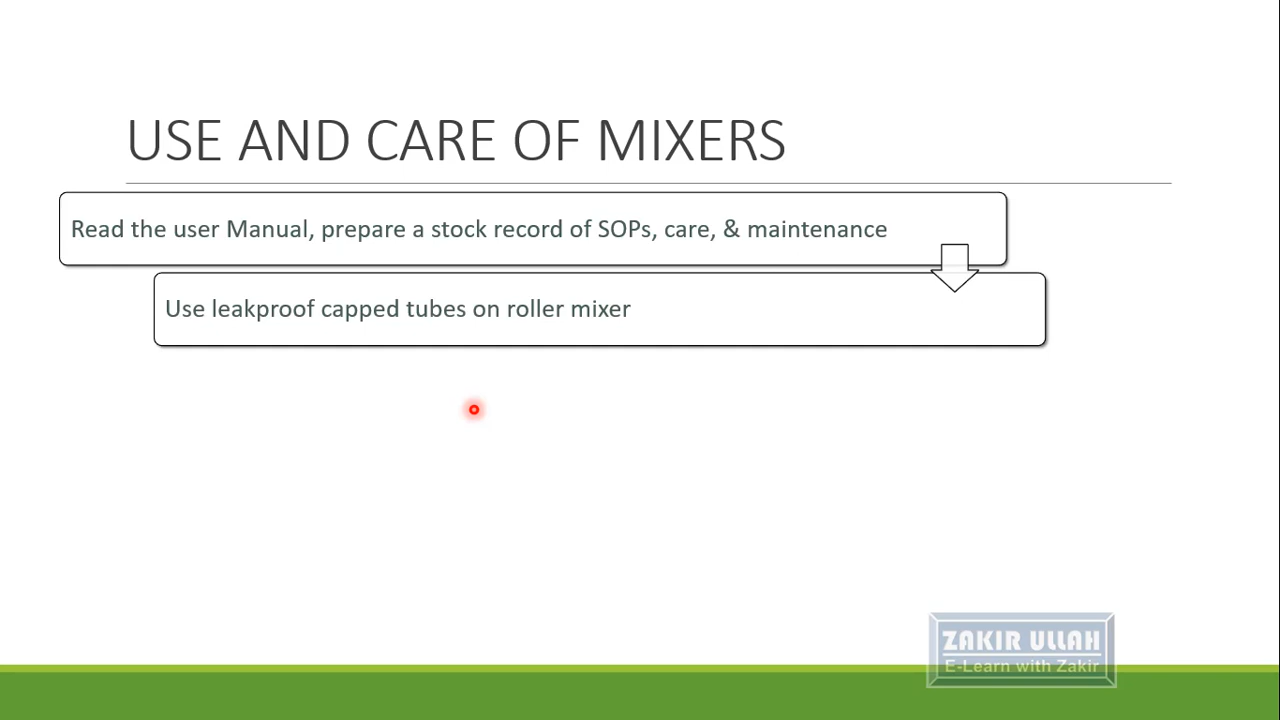 USE AND CARE OF MIXERS
Read the user Manual, prepare a stock record of SOPs, care, & maintenance
Use leakproof capped tubes on roller mixer
ZAKIR ULLAH
E-Learn with Zakir